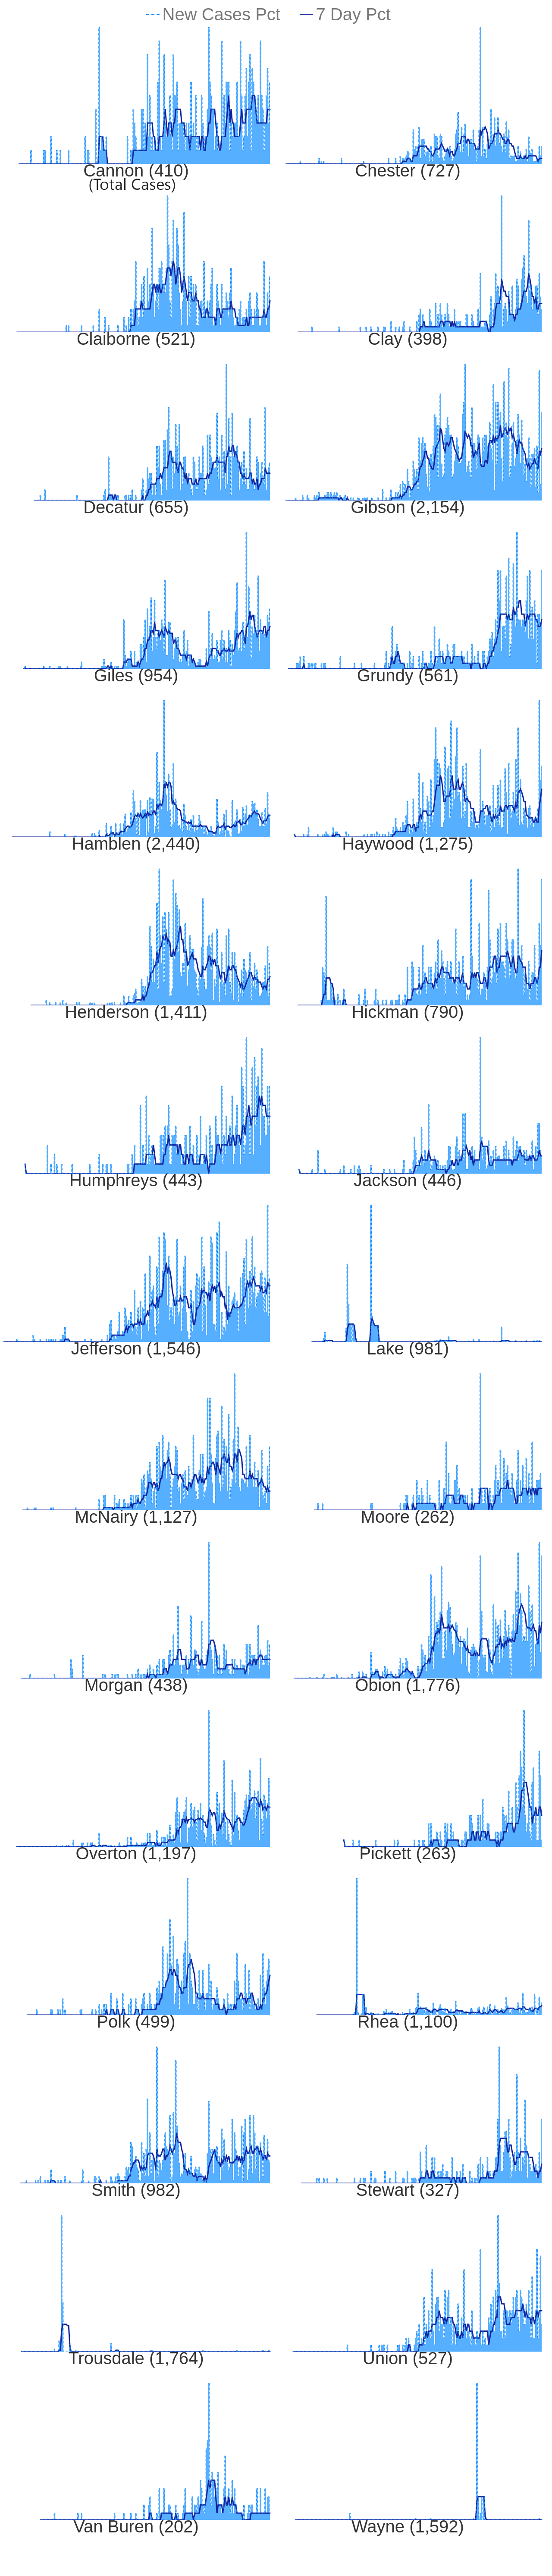 New Cases Pct 7 Day Pct
Cannon (410) Chester (727)
(Total Cases)
Claiborne (521) Clay (398)
Decatur (655) Gibson (2,154)
Giles (954) Grundy (561)
Hamblen (2,440) Haywood (1,275)
Henderson (1,411) Hickman (790)
Humphreys (443) Jackson (446)
Jefferson (1,546) Lake (981)
McNairy (1,127) Moore (262)
Morgan (438) Obion (1,776)
Overton (1,197) Pickett (263)
Polk (499) Rhea (1,100)
Smith (982) Stewart (327)
Trousdale (1,764) Union (527)
Van Buren (202) Wayne (1,592)